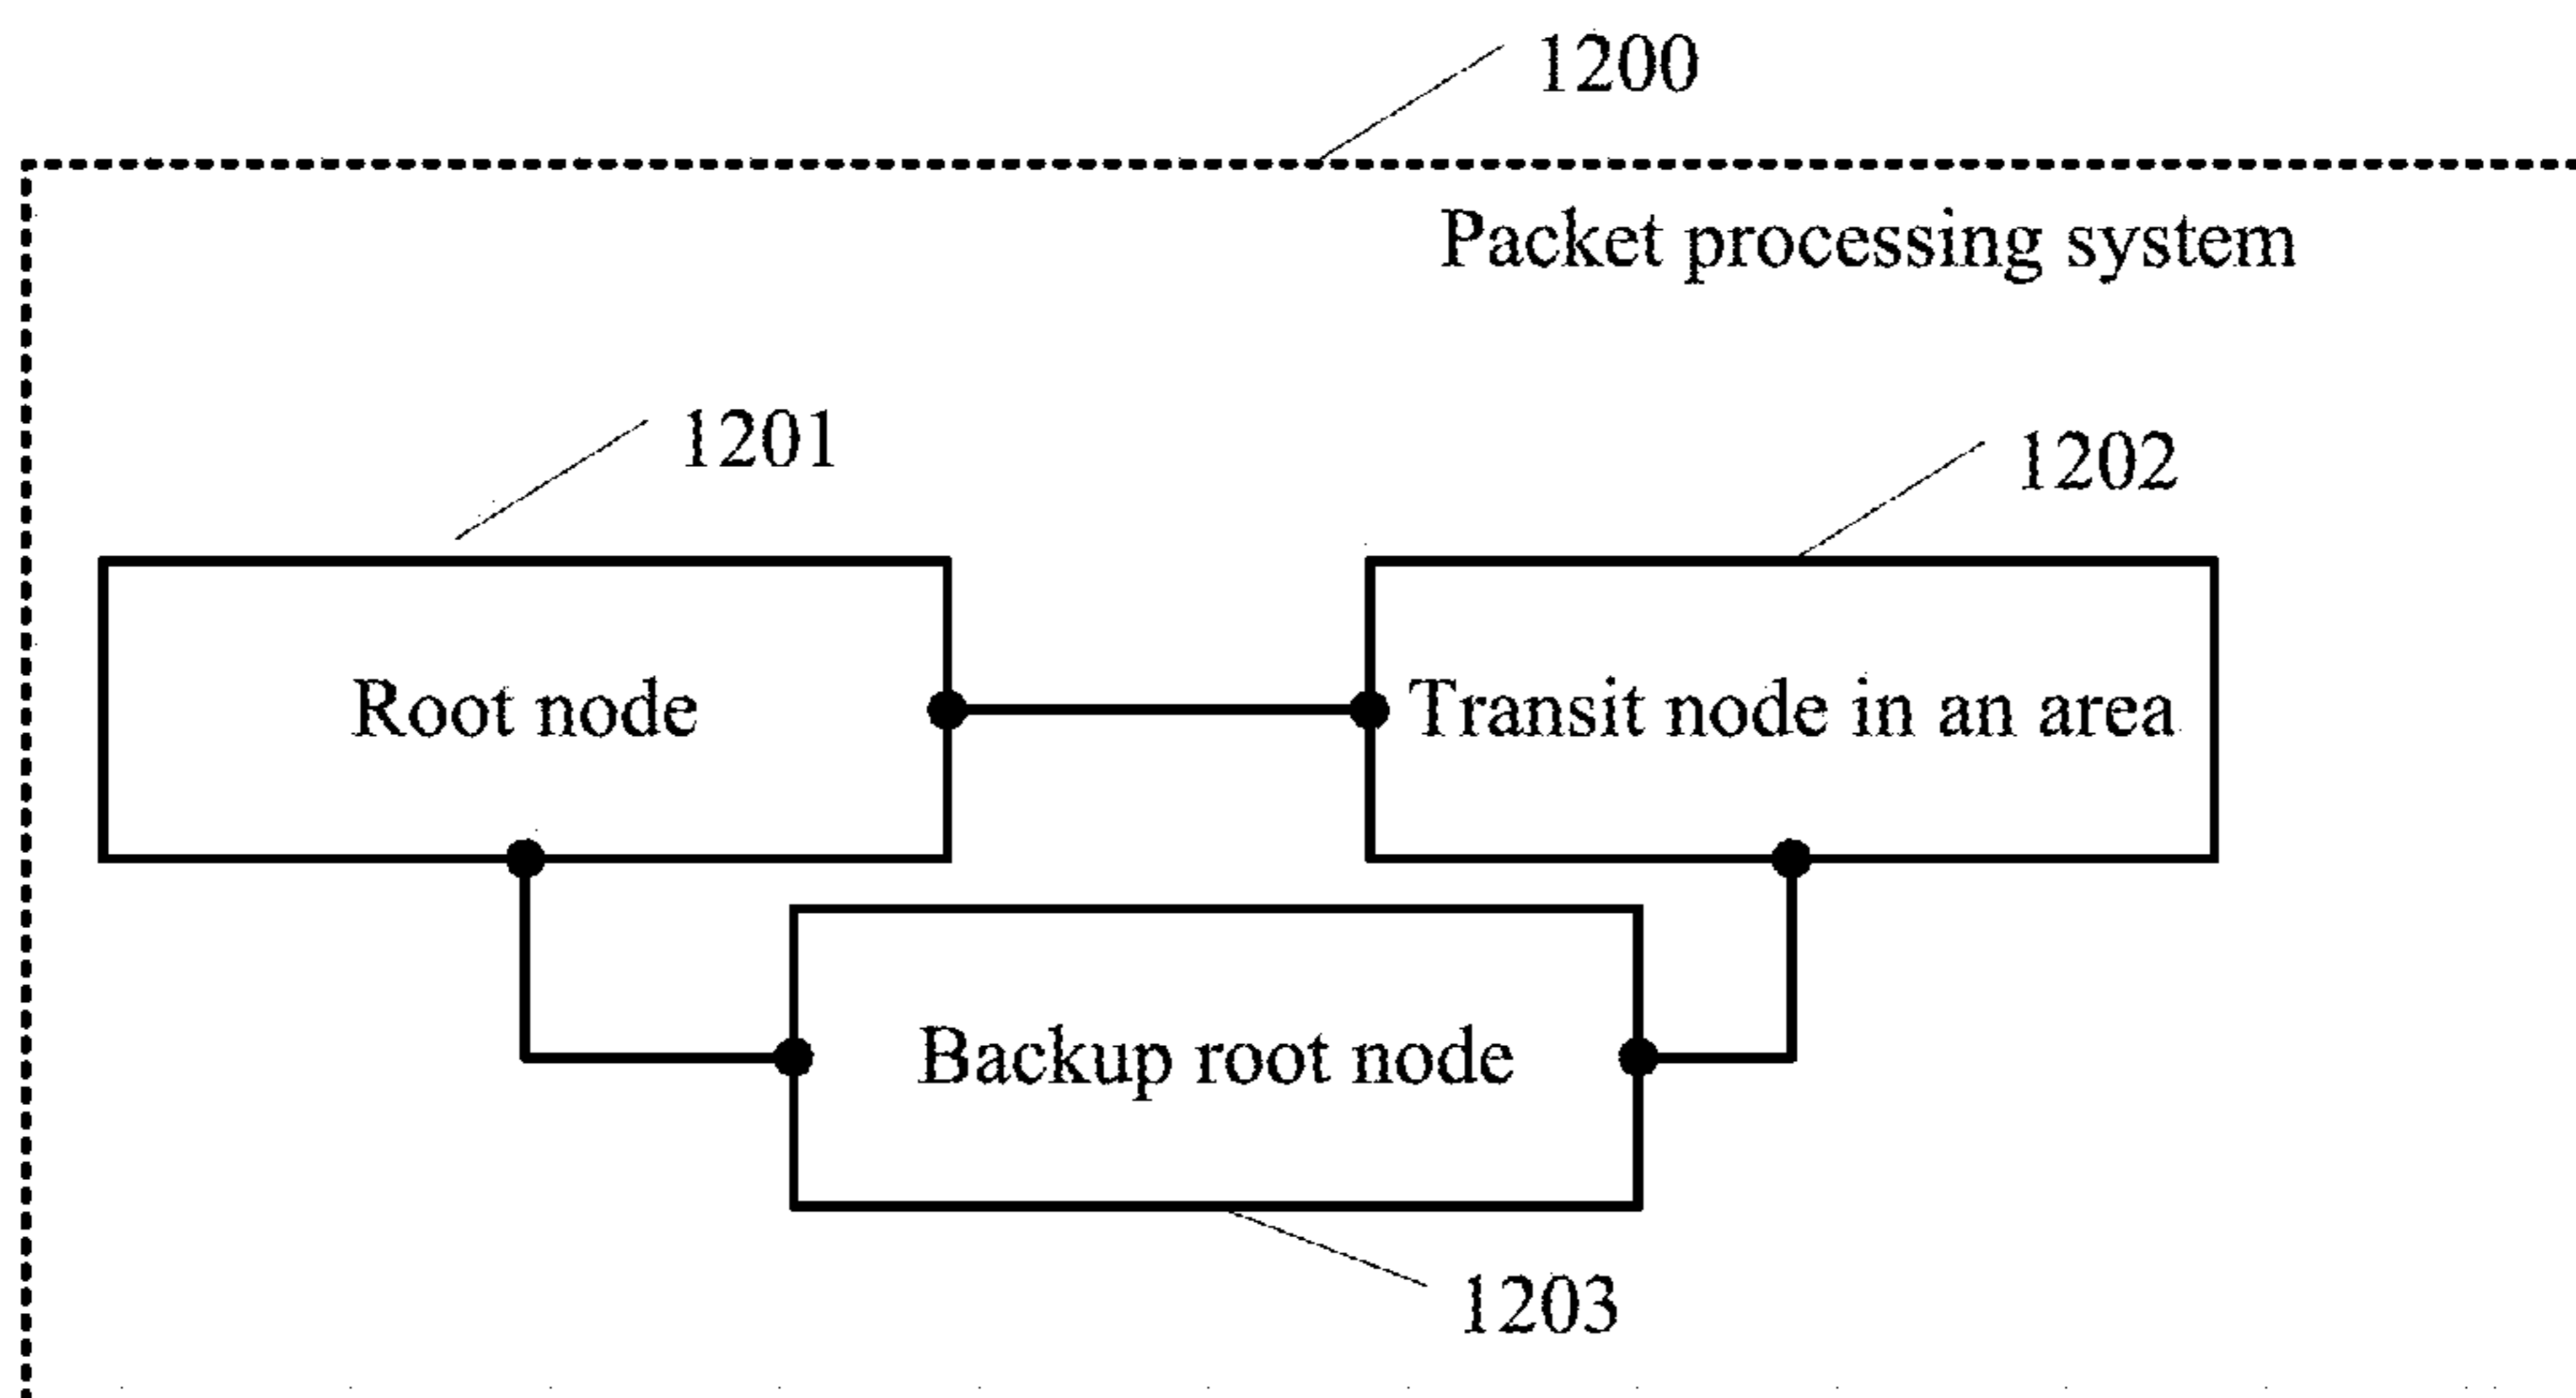 1200
Packet processing system
1201
1202
Root node
Transit node in an area
Backup root node
1203